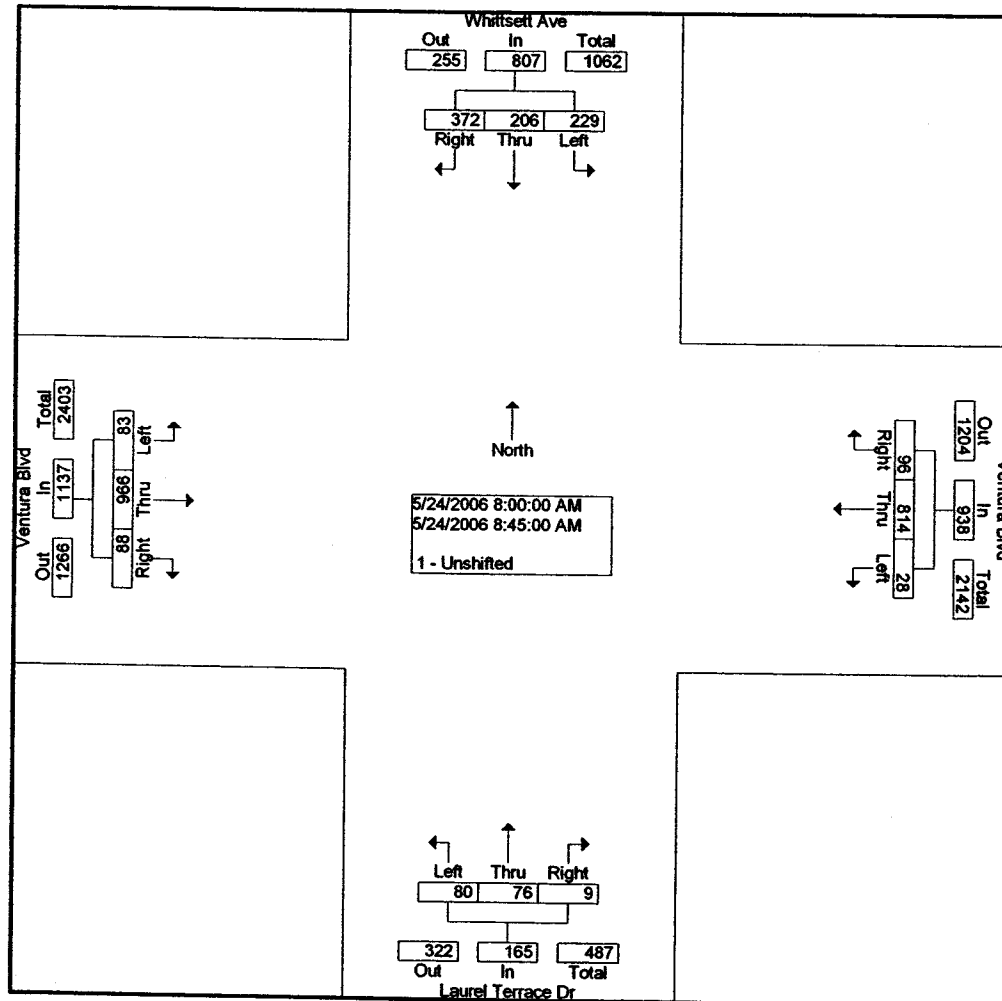 Whittsett Ave
Out In Total
255 807 1062
372 206 229
Right Thru Left
Ventura Blvd
Total In Out
2403 1137 1266
83 966 88
Left Thru Right
North
5/24/2006 8:00:00 AM
5/24/2006 8:45:00 AM
1 - Unshifted
Right Thru Left
96 814 28
1204 938 2142
Out In Total
Ventura Blvd
Left Thru Right
80 76 9
322 165 487
Out In Total
Laurel Terrace Dr